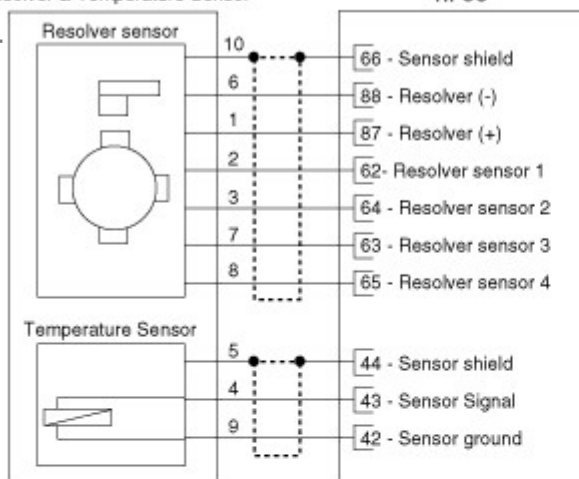 & Temperature Sensor
Resolver sensor
10
66 - Sensor shield
6
88 - Resolver (-)
1
87 - Resolver (+)
2
62- Resolver sensor 1
3
64 - Resolver sensor 2
7
63 - Resolver sensor 3
8
65 - Resolver sensor 4
Temperature Sensor
5
44 - Sensor shield
4
43 - Sensor Signal
9
42 - Sensor ground